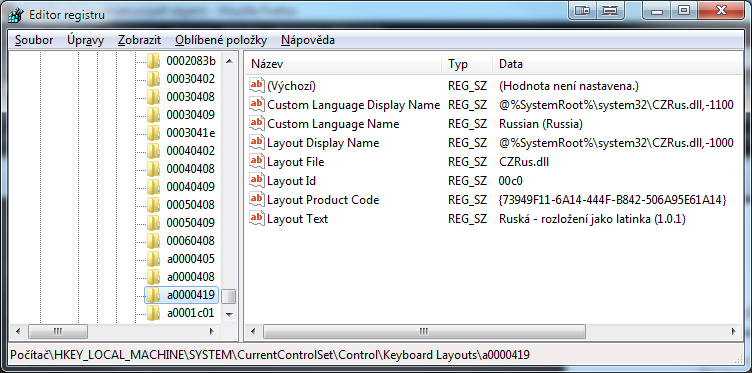 Editor registru
Soubor Úpravy Zobrazit Oblíbené položky Nápověda
0002083b
00030402
00030408
00030409
0003041e
00040402
00040408
00040409
00050408
00050409
00060408
a0000405
a0000408
a0000419
a0001c01
Název Typ Data
(Výchozí) REG_SZ (Hodnota není nastavena.)
Custom Language Display Name REG_SZ @%SystemRoot%\system32\CZRus.dll,-1100
Custom Language Name REG_SZ Russian (Russia)
Layout Display Name REG_SZ @%SystemRoot%\system32\CZRus.dll,-1000
Layout File REG_SZ CZRus.dll
Layout Id REG_SZ 00c0
Layout Product Code REG_SZ {73949F11-6A14-444F-B842-506A95E61A14}
Layout Text REG_SZ Ruská - rozložení jako latinka (1.0.1)
Počítač\HKEY_LOCAL_MACHINE\SYSTEM\CurrentControlSet\Control\Keyboard Layouts\a0000419